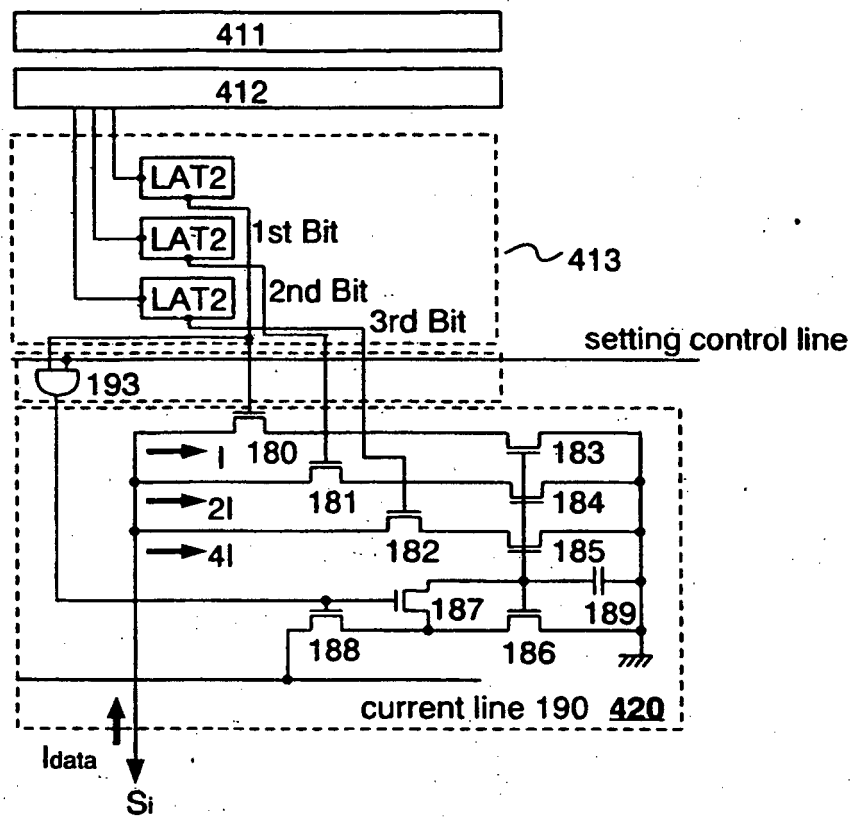 411
412
LAT2
1st Bit
LAT2
413
2nd Bit
LAT2
3rd Bit
setting control line
193
I
180
183
2I
181
184
4I
182
185
187
189
188
186
current line 190 420
Idata
Si